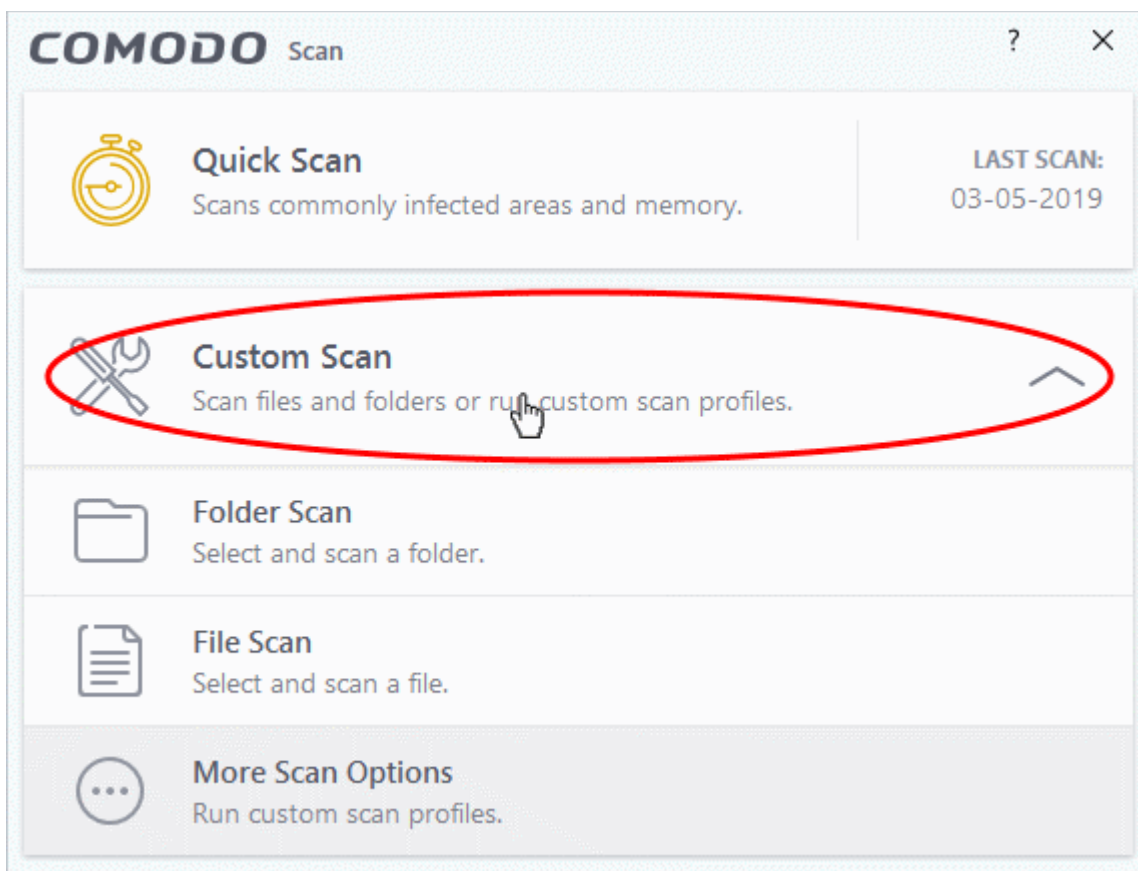 COMODO Scan ?
Quick Scan
Scans commonly infected areas and memory.
LAST SCAN:
03-05-2019
Custom Scan
Scan files and folders or run custom scan profiles.
Folder Scan
Select and scan a folder.
File Scan
Select and scan a file.
More Scan Options
Run custom scan profiles.